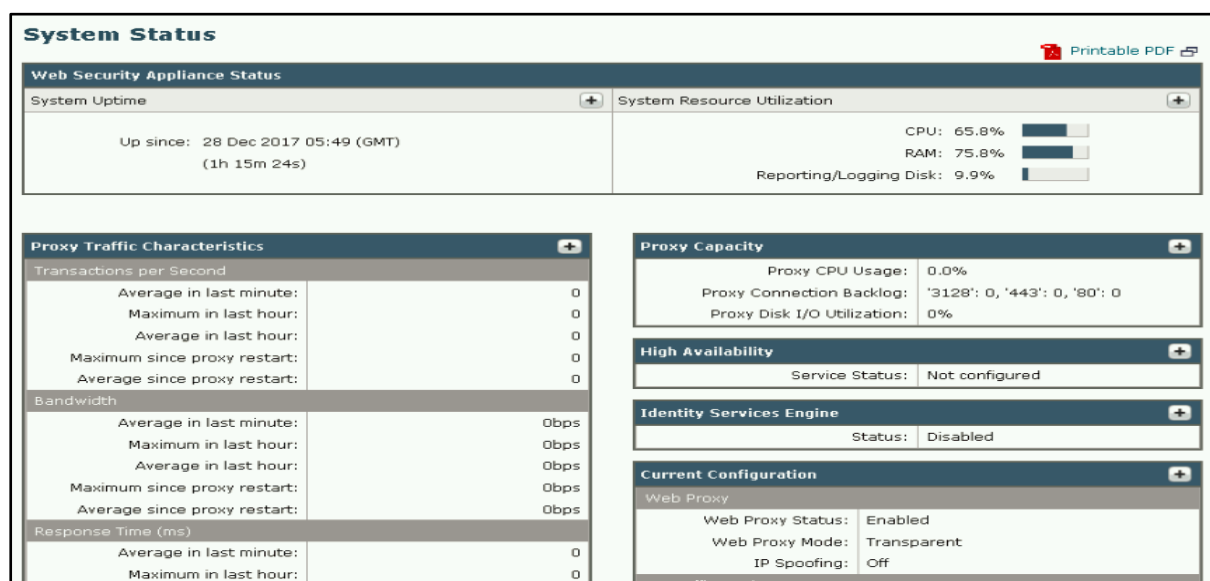 System Status
Printable PDF
Web Security Appliance Status
System Uptime
Up since: 28 Dec 2017 05:49 (GMT)
(1h 15m 24s)
System Resource Utilization
CPU: 65.8%
RAM: 75.8%
Reporting/Logging Disk: 9.9%
Proxy Traffic Characteristics
Transactions per Second
Average in last minute: 0
Maximum in last hour: 0
Average in last hour: 0
Maximum since proxy restart: 0
Average since proxy restart: 0
Bandwidth
Average in last minute: 0bps
Maximum in last hour: 0bps
Average in last hour: 0bps
Maximum since proxy restart: 0bps
Average since proxy restart: 0bps
Response Time (ms)
Average in last minute: 0
Maximum in last hour: 0
Proxy Capacity
Proxy CPU Usage: 0.0%
Proxy Connection Backlog: '3128': 0, '443': 0, '80': 0
Proxy Disk I/O Utilization: 0%
High Availability
Service Status: Not configured
Identity Services Engine
Status: Disabled
Current Configuration
Web Proxy
Web Proxy Status: Enabled
Web Proxy Mode: Transparent
IP Spoofing: Off